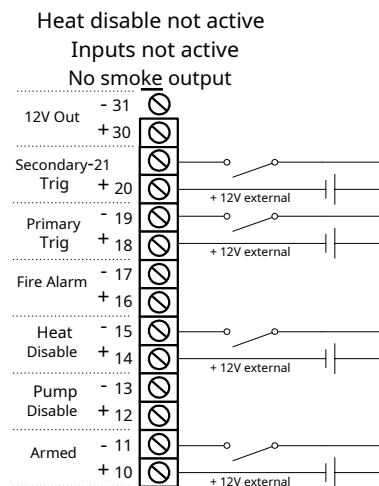 Heat disable not active
Inputs not active
No smoke output
12V Out
- 31
+ 30
Secondary-21
Trig + 20
+ 12V external
Primary - 19
Trig + 18
+ 12V external
Fire Alarm - 17
+ 16
Heat - 15
Disable + 14
+ 12V external
Pump - 13
Disable + 12
Armed - 11
+ 10
+ 12V external